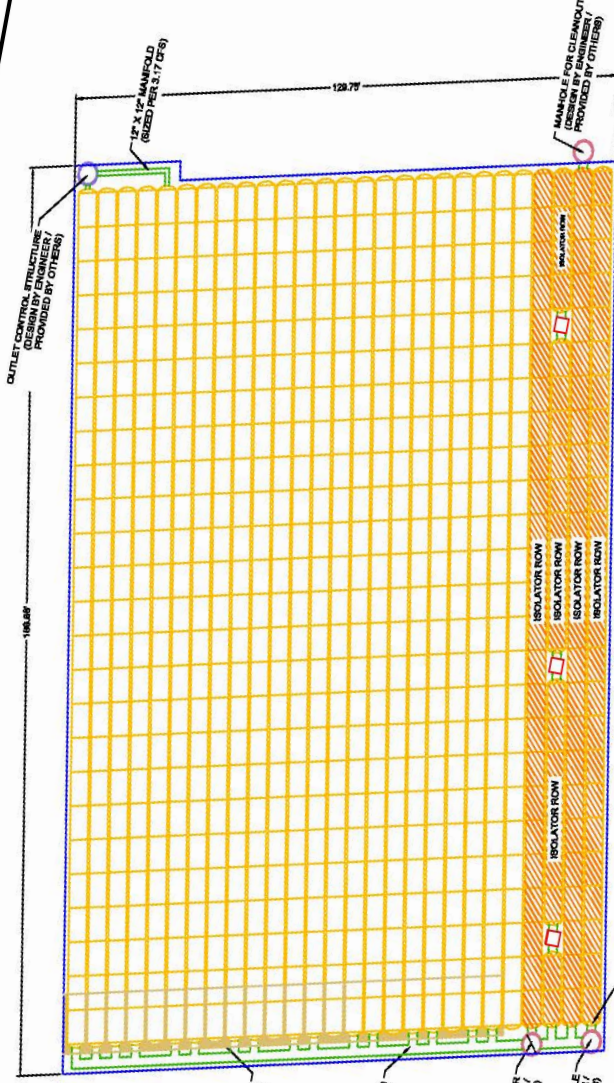 129.75'
12" X 12" MANIFOLD
(SIZED PER 3.17 CFS)
MANHOLE FOR CLEANOUT
(DESIGN BY ENGINEER /
PROVIDED BY OTHERS)
OUTLET CONTROL STRUCTURE
(DESIGN BY ENGINEER /
PROVIDED BY OTHERS)
ISOLATOR ROW
ISOLATOR ROW
ISOLATOR ROW
ISOLATOR ROW
ISOLATOR ROW
ISOLATOR ROW